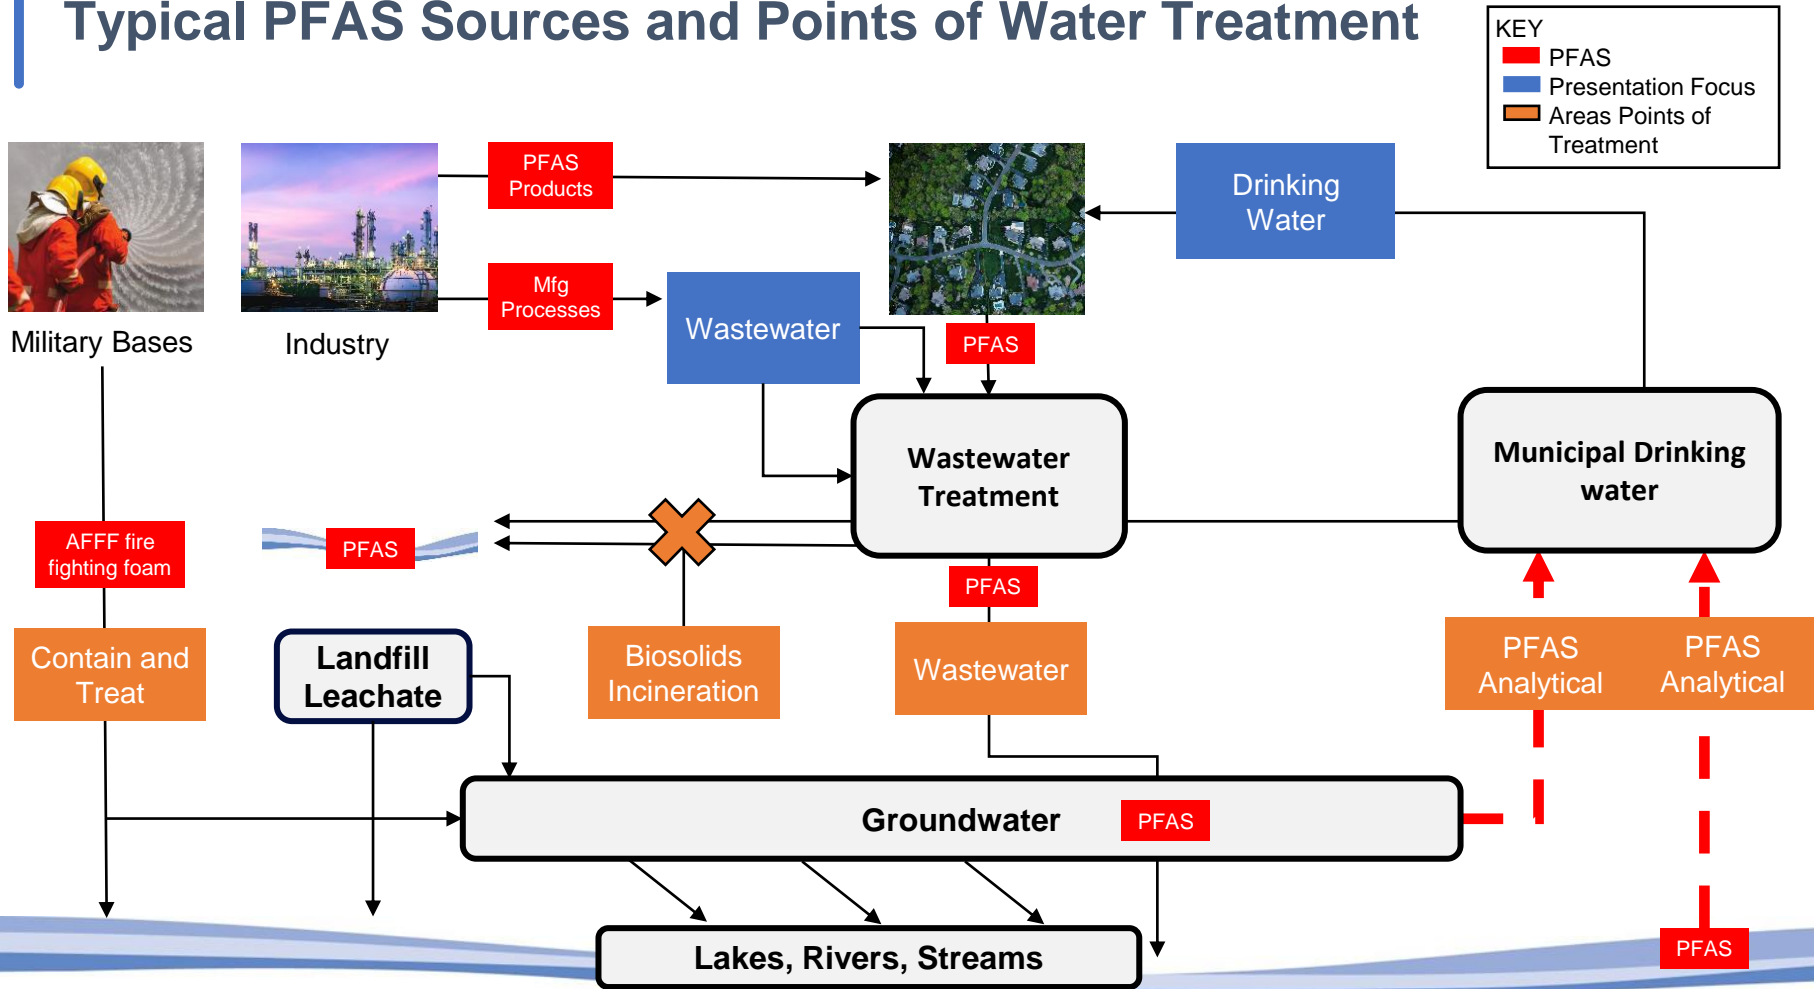 Typical PFAS Sources and Points of Water Treatment
KEY
PFAS
Presentation Focus
Areas Points of
Treatment
PFAS
Products
Drinking
Water
Mfg
Processes
Wastewater
PFAS
Military Bases
Industry
Wastewater
Treatment
Municipal Drinking
water
AFFF fire
fighting foam
PFAS
PFAS
Contain and
Treat
Landfill
Leachate
Biosolids
Incineration
Wastewater
PFAS
Analytical
PFAS
Analytical
Groundwater
PFAS
Lakes, Rivers, Streams
PFAS